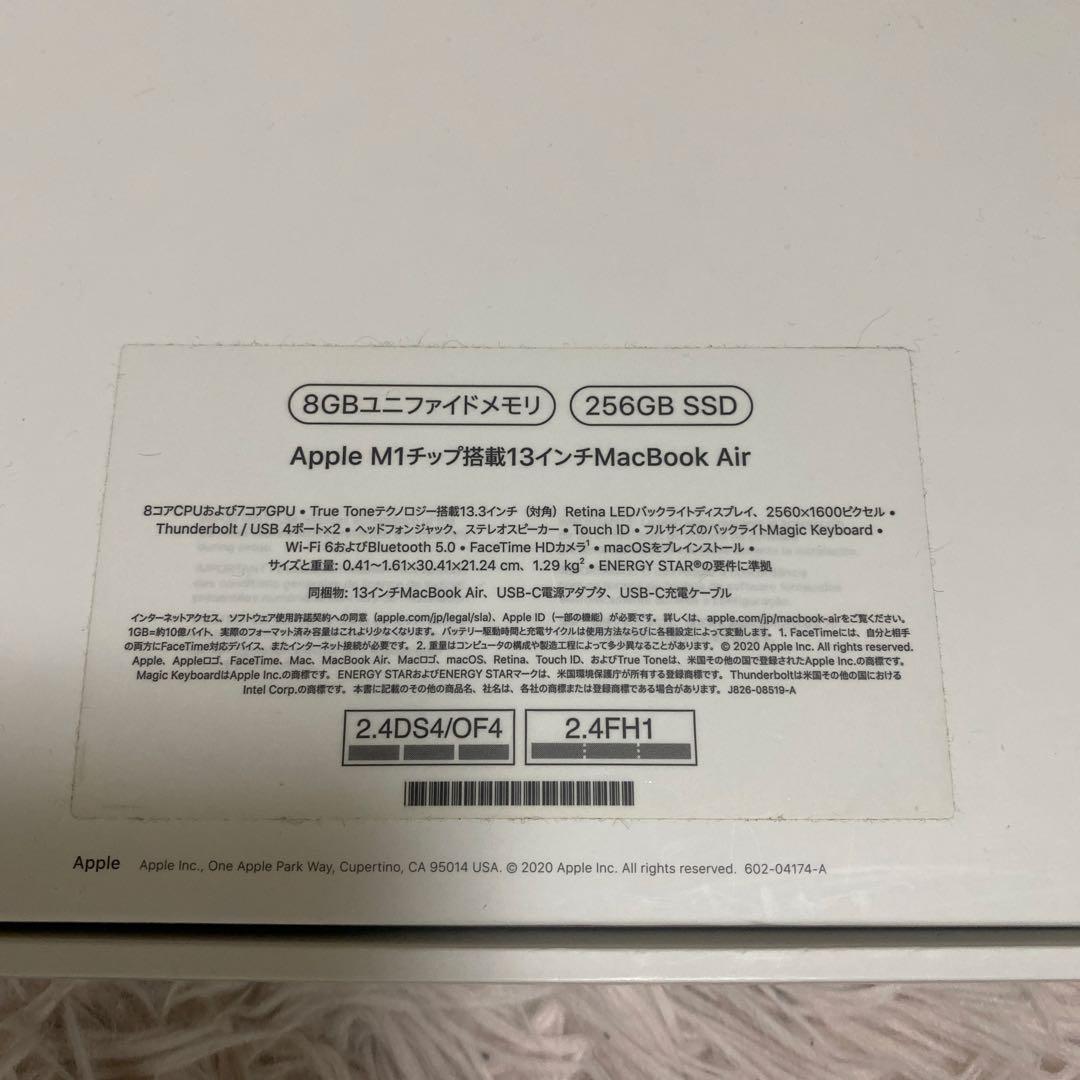 8GBユニファイドメモリ 256GB SSD
Apple M1チップ搭載13インチMacBook Air
8コアCPUおよび7コアGPU • True Toneテクノロジー搭載13.3インチ（対角）Retina LEDバックライトディスプレイ、2560×1600ピクセル •
Thunderbolt / USB 4ポート×2 • ヘッドフォンジャック、ステレオスピーカー • Touch ID • フルサイズのバックライトMagic Keyboard •
Wi-Fi 6およびBluetooth 5.0 • FaceTime HDカメラ¹ • macOSをプレインストール •
サイズと重量: 0.41〜1.61×30.41×21.24 cm、1.29 kg² • ENERGY STAR®の要件に準拠
同梱物: 13インチMacBook Air、USB-C電源アダプタ、USB-C充電ケーブル
インターネットアクセス、ソフトウェア使用許諾契約への同意（apple.com/jp/legal/sla）、Apple ID（一部の機能）が必要です。詳しくは、apple.com/jp/macbook-airをご覧ください。
1GB=約10億バイト、実際のフォーマット済み容量はこれより少なくなります。バッテリー駆動時間と充電サイクルは使用方法ならびに各種設定によって変動します。1. FaceTimeには、自分と相手
の両方にFaceTime対応デバイス、またインターネット接続が必要です。2. 重量はコンピュータの構成や製造工程によって多少異なることがあります。© 2020 Apple Inc. All rights reserved.
Apple、Appleロゴ、FaceTime、Mac、MacBook Air、Macロゴ、macOS、Retina、Touch ID、およびTrue Toneは、米国その他の国で登録されたApple Inc.の商標です。
Magic KeyboardはApple Inc.の商標です。ENERGY STARおよびENERGY STARマークは、米国環境保護庁が所有する登録商標です。Thunderboltは米国その他の国における
Intel Corp.の商標です。本書に記載のその他の商品名、社名は、各社の商標または登録商標である場合があります。J826-08519-A
2.4DS4/OF4 2.4FH1
Apple Apple Inc., One Apple Park Way, Cupertino, CA 95014 USA. © 2020 Apple Inc. All rights reserved. 602-04174-A